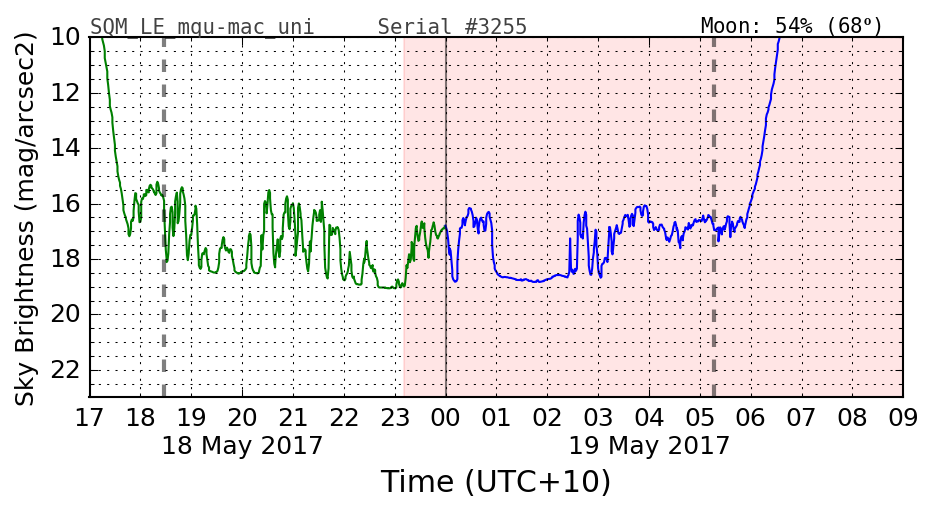 SQM_LE_mqu-mac_uni Serial #3255 Moon: 54% (68°)
10
12
14
16
18
20
22
Sky Brightness (mag/arcsec2)
17 18 19 20 21 22 23 00 01 02 03 04 05 06 07 08 09
18 May 2017 19 May 2017
Time (UTC+10)